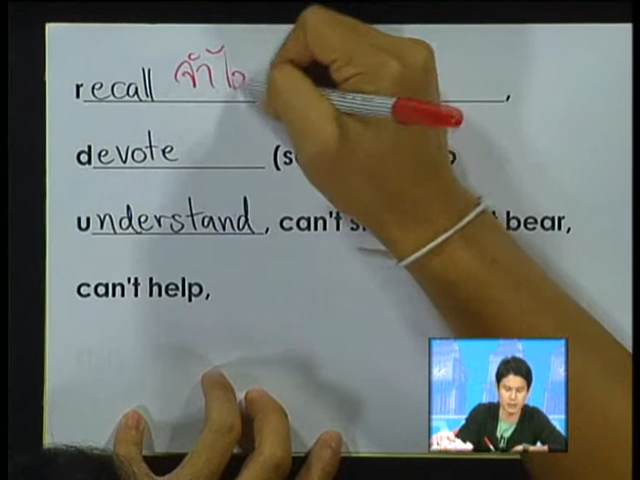 recall จำได ,
devote (s
understand, can't s bear,
can't help,